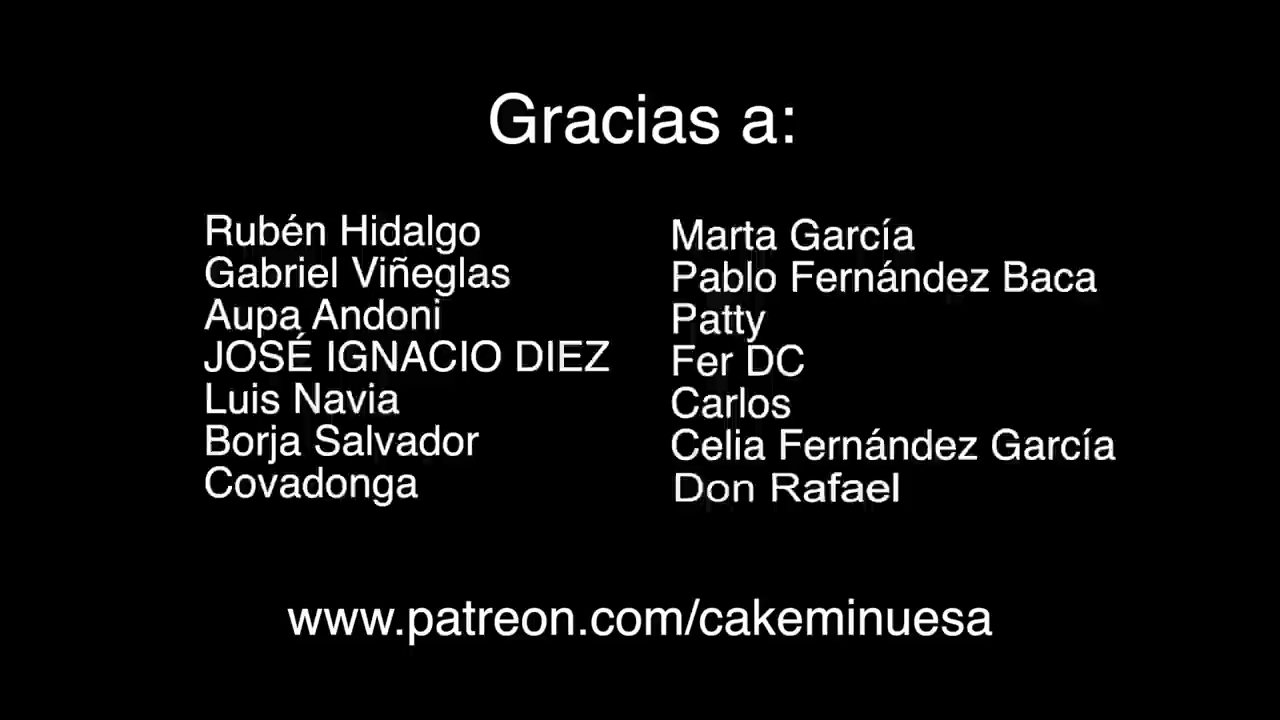 Gracias a:
Rubén Hidalgo
Gabriel Viñeglas
Aupa Andoni
JOSÉ IGNACIO DIEZ
Luis Navia
Borja Salvador
Covadonga
Marta García
Pablo Fernández Baca
Patty
Fer DC
Carlos
Celia Fernández García
Don Rafael
www.patreon.com/cakeminuesa